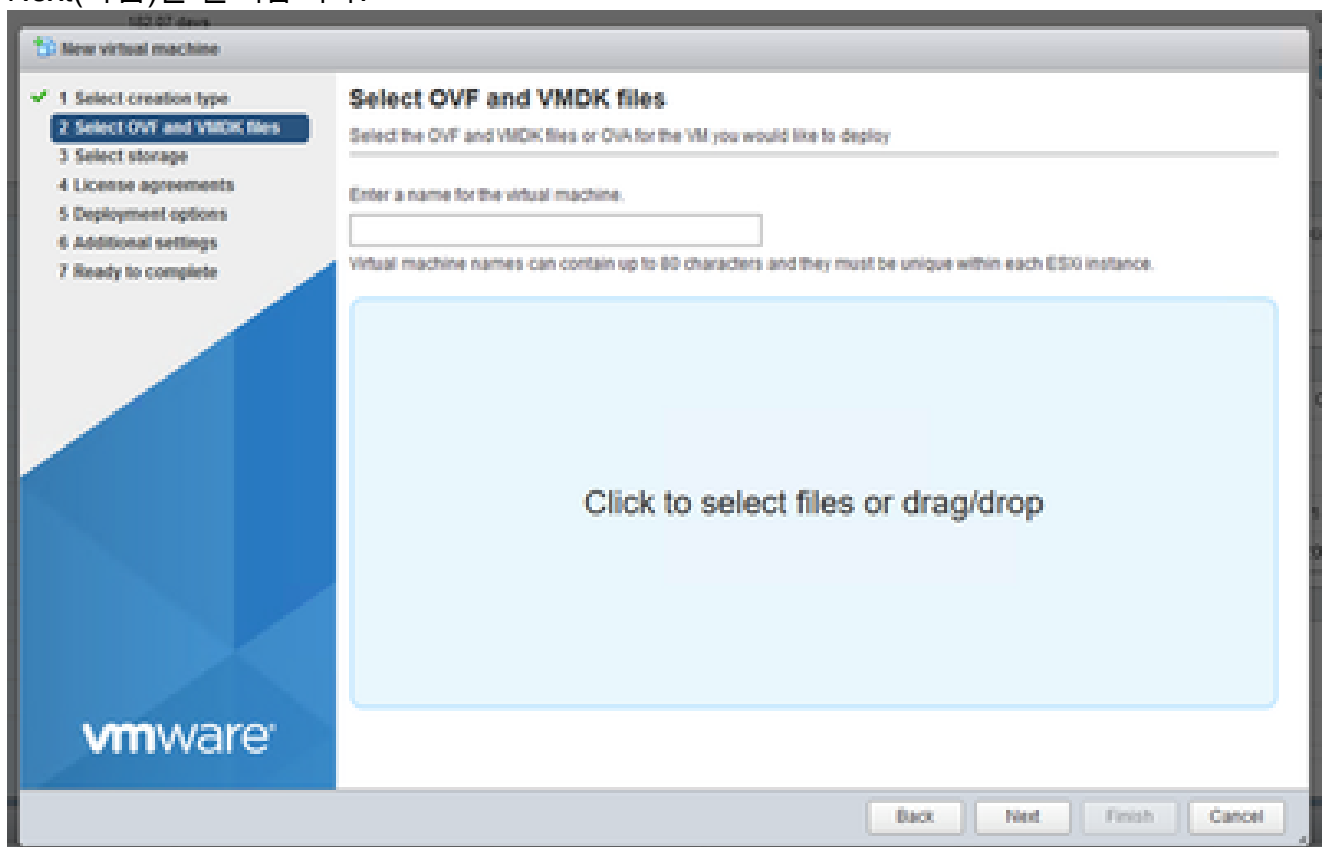 182.07 days
New virtual machine
1 Select creation type
2 Select OVF and VMDK files
3 Select storage
4 License agreements
5 Deployment options
6 Additional settings
7 Ready to complete
vmware
Select OVF and VMDK files
Select the OVF and VMDK files or OVA for the VM you would like to deploy
Enter a name for the virtual machine.
Virtual machine names can contain up to 80 characters and they must be unique within each ESXi instance.
Click to select files or drag/drop
Back
Next
Finish
Cancel